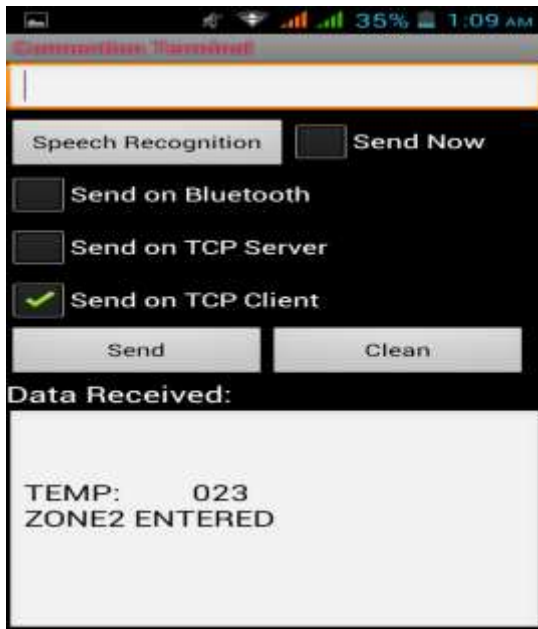 35% 1:09 AM
Connection Terminal
Speech Recognition Send Now
Send on Bluetooth
Send on TCP Server
Send on TCP Client
Send Clean
Data Received:
TEMP: 023
ZONE2 ENTERED